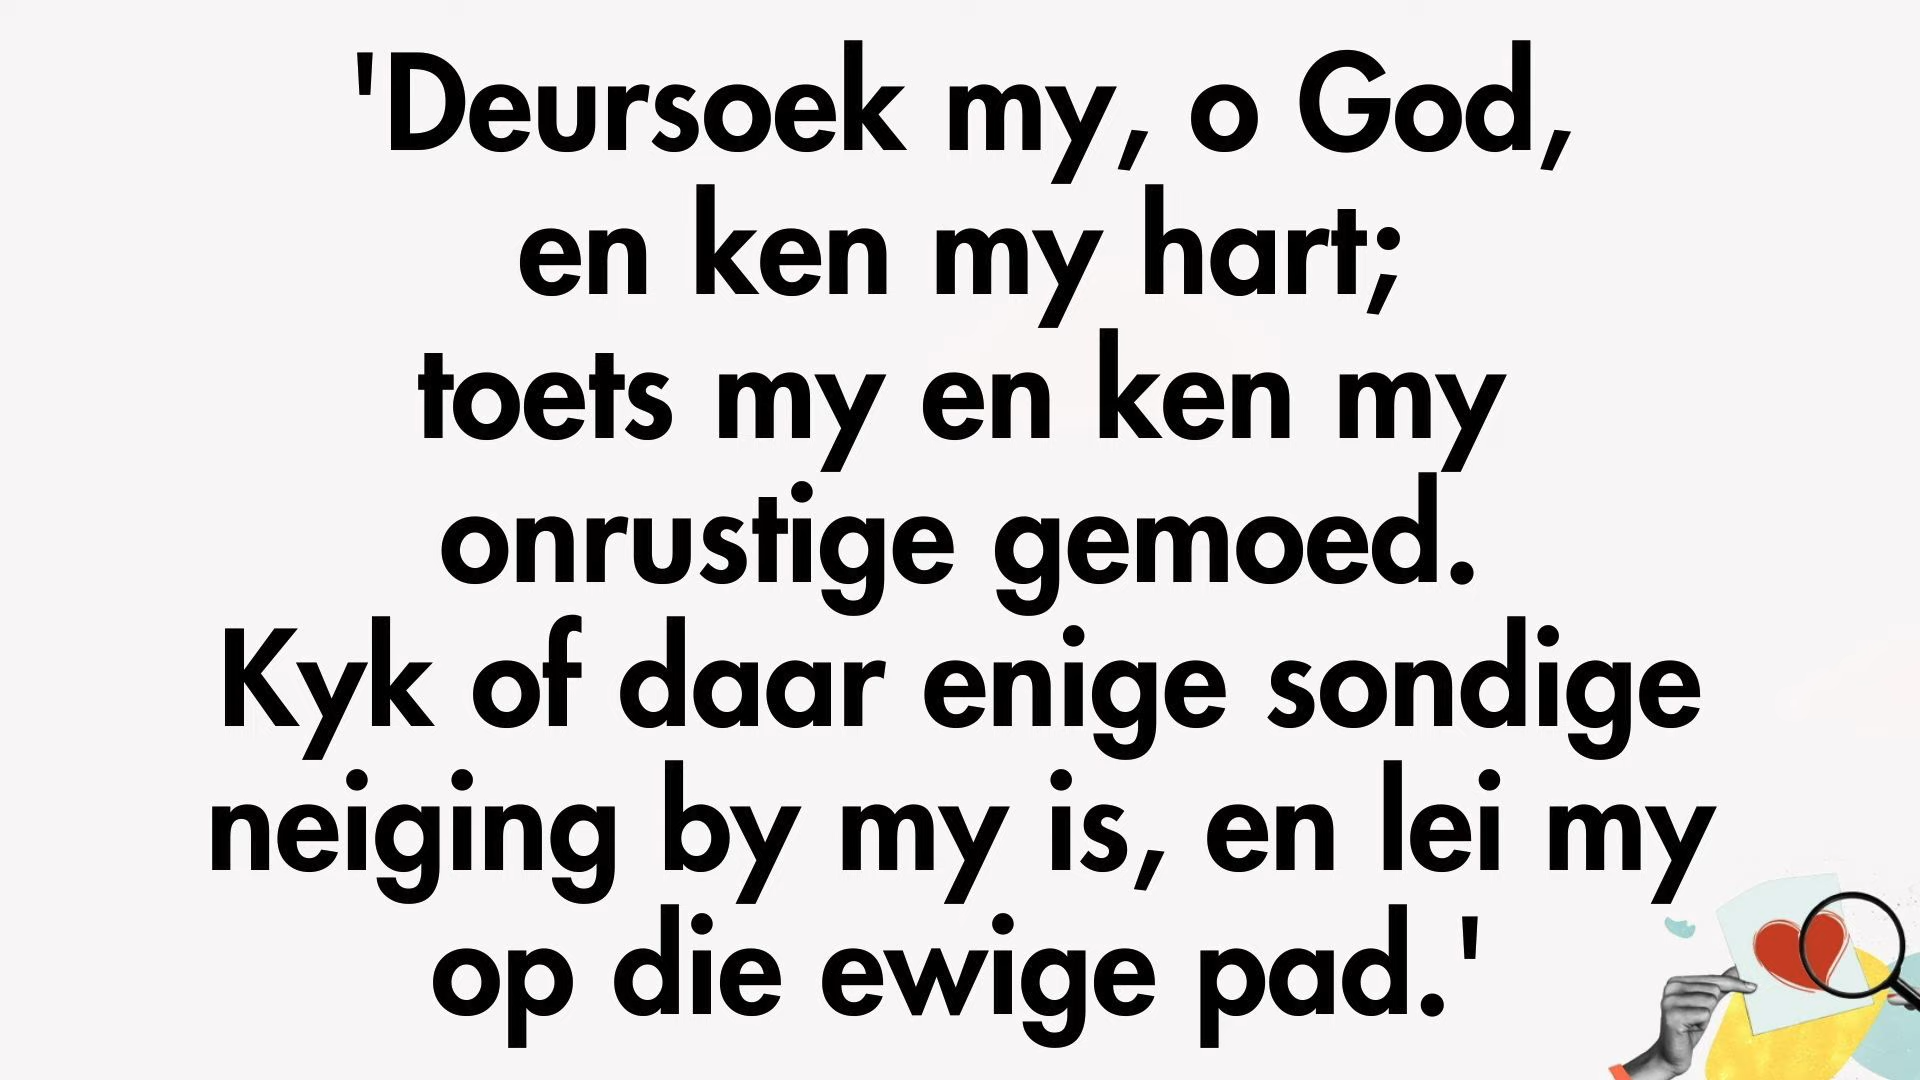 'Deursoek my, o God,
en ken my hart;
toets my en ken my
onrustige gemoed.
Kyk of daar enige sondige
neiging by my is, en lei my
op die ewige pad.'